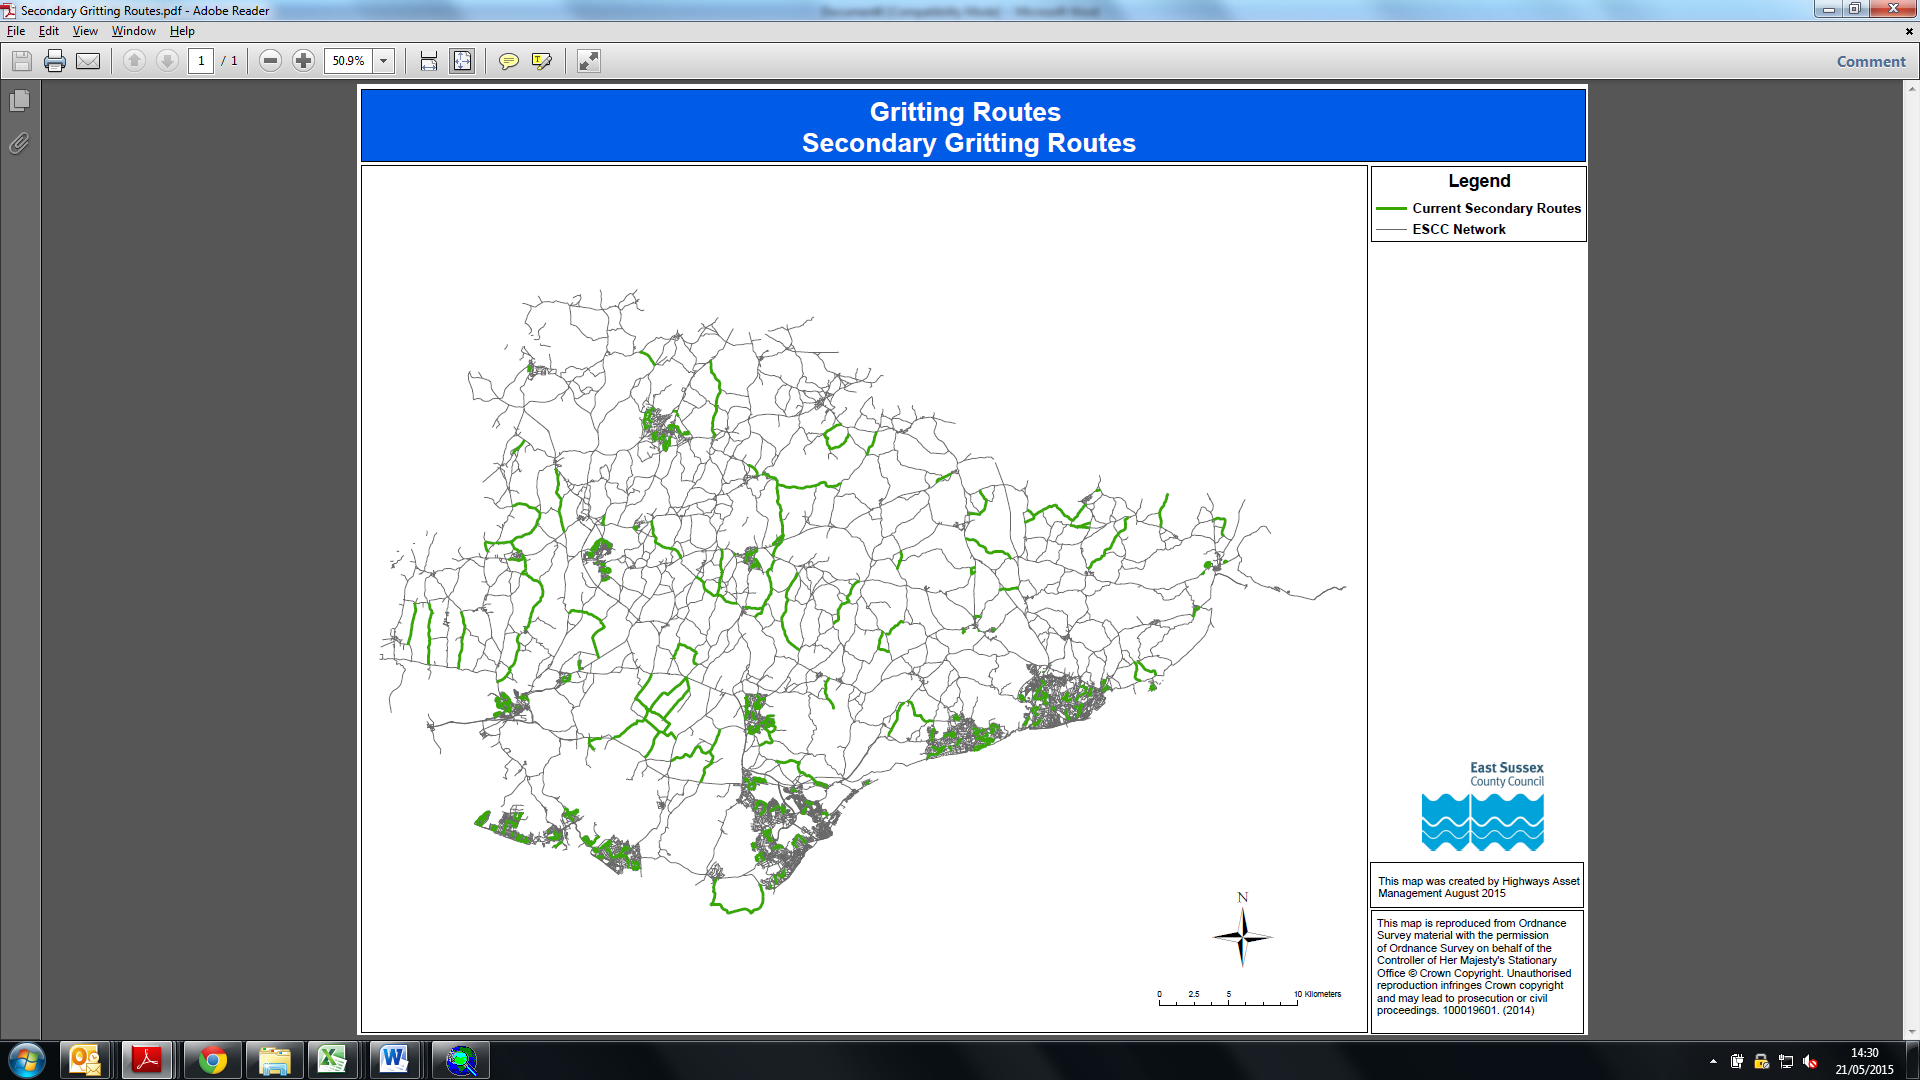 Secondary Gritting Routes.pdf - Adobe Reader
File Edit View Window Help
1 / 1
50.9%
Comment
Gritting Routes
Secondary Gritting Routes
Legend
Current Secondary Routes
ESCC Network
East Sussex
County Council
This map was created by Highways Asset
Management August 2015
N
This map is reproduced from Ordnance
Survey material with the permission
of Ordnance Survey on behalf of the
Controller of Her Majesty's Stationary
Office © Crown Copyright. Unauthorised
reproduction infringes Crown copyright
and may lead to prosecution or civil
proceedings. 100019601. (2014)
0 2.5 5 10 Kilometers
14:30
21/05/2015